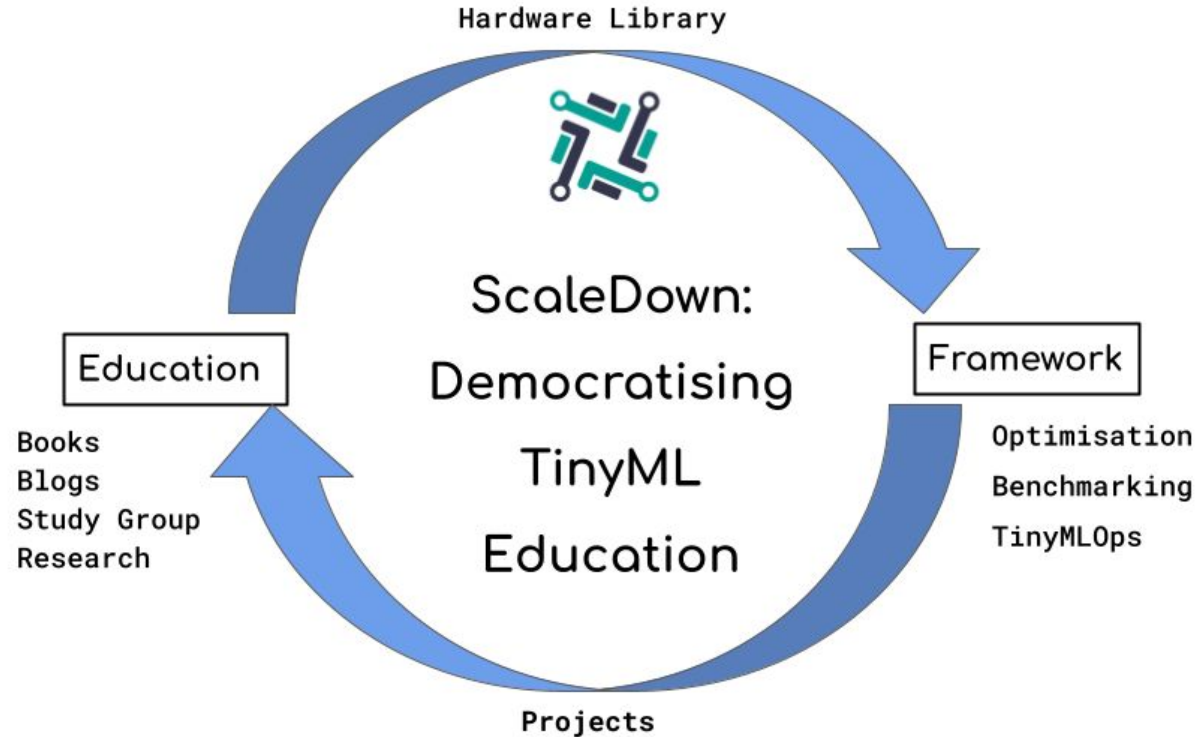 Hardware Library
ScaleDown:
Democratising
TinyML
Education
Education
Books
Blogs
Study Group
Research
Framework
Optimisation
Benchmarking
TinyMLOps
Projects